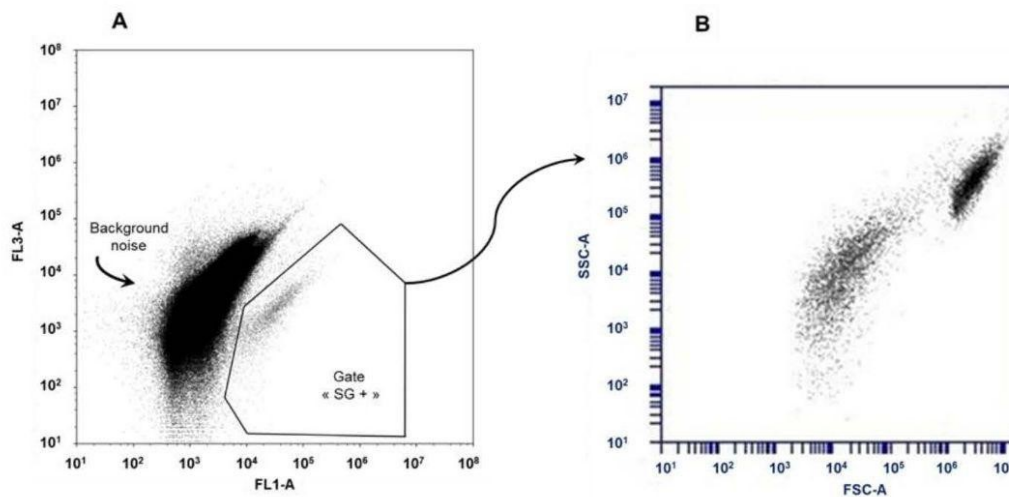 A
B
10⁸
10⁷
10⁶
10⁵
10⁴
10³
10²
10¹
FL3-A
Background
noise
Gate
« SG + »
10¹ 10² 10³ 10⁴ 10⁵ 10⁶ 10⁷ 10⁸
FL1-A
10⁷
10⁶
10⁵
10⁴
10³
10²
10¹
SSC-A
10¹ 10² 10³ 10⁴ 10⁵ 10⁶ 10⁷
FSC-A